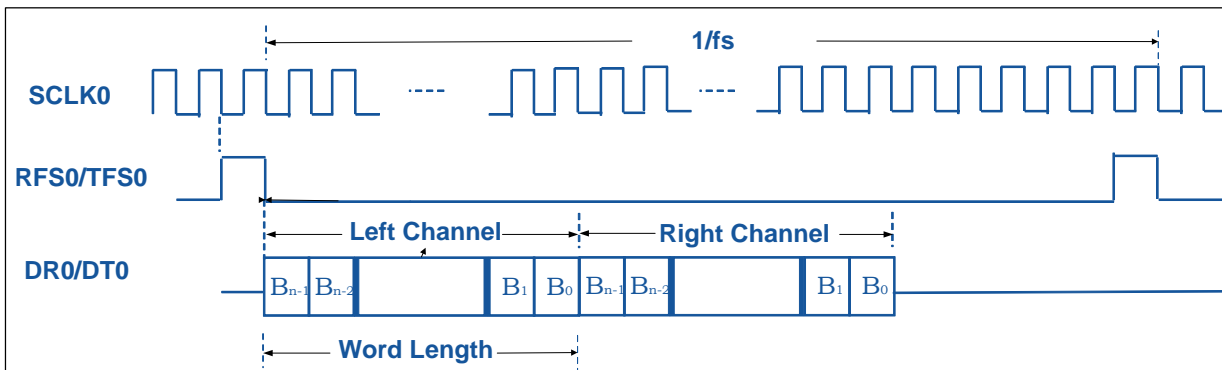 1/fs
SCLK0
RFS0/TFS0
Left Channel Right Channel
DR0/DT0
Bn-1 Bn-2 B1 B0 Bn-1 Bn-2 B1 B0
Word Length